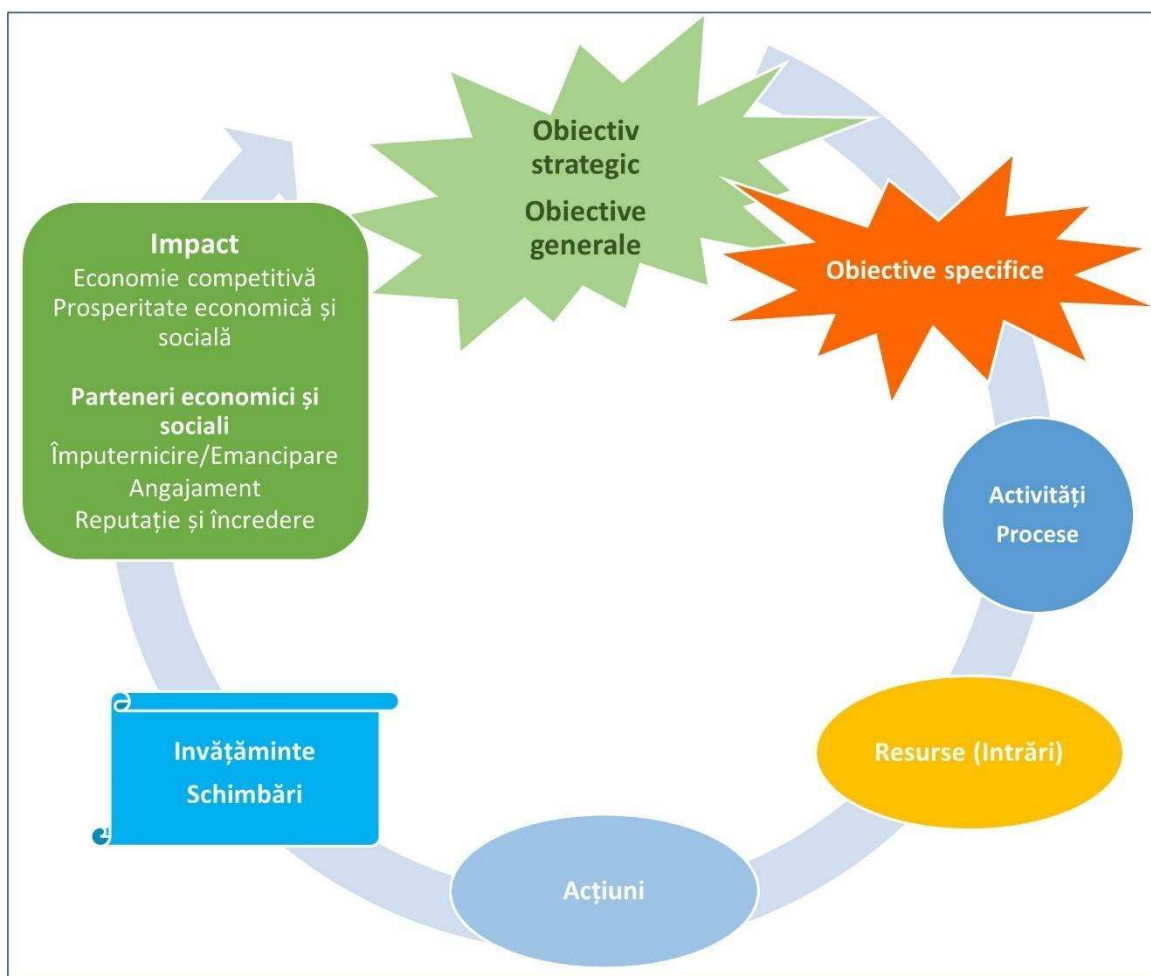 Obiectiv
strategic
Obiective
generale
Obiective specifice
Activități
Procese
Resurse (Intrări)
Acțiuni
Invățăminte
Schimbări
Impact
Economie competitivă
Prosperitate economică și
socială
Parteneri economici și
sociali
Împuternicire/Emancipare
Angajament
Reputație și încredere